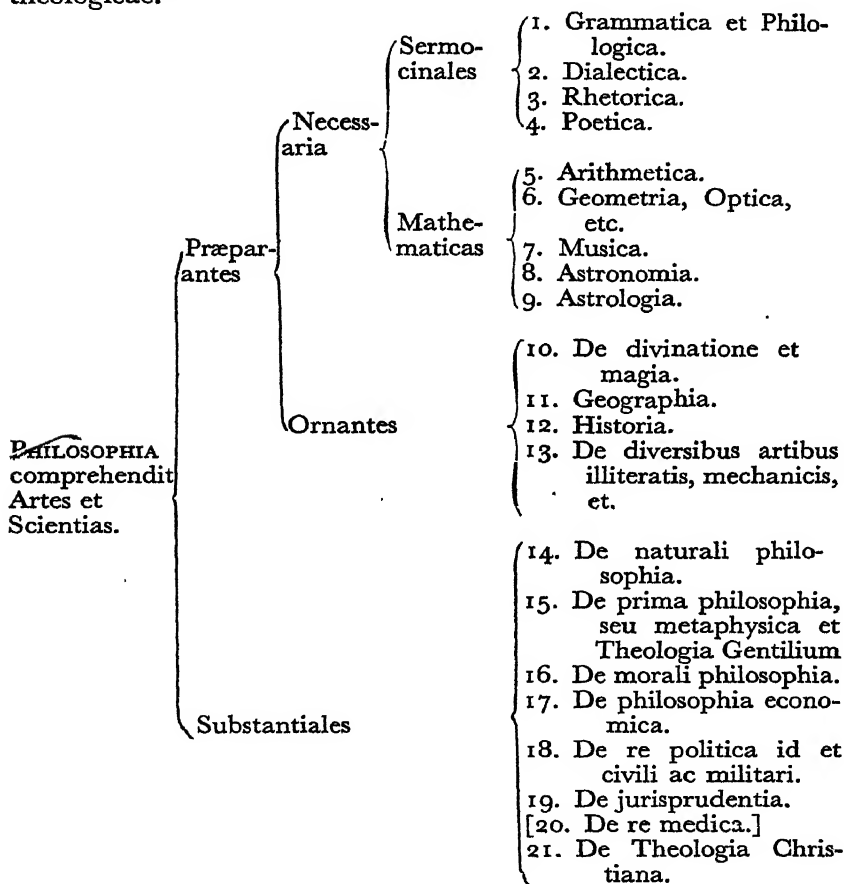 theologicae.
Sermo-
cinales
1. Grammatica et Philo-
logica.
2. Dialectica.
3. Rhetorica.
4. Poetica.
Necess-
aria
Mathe-
maticas
5. Arithmetica.
6. Geometria, Optica,
etc.
7. Musica.
8. Astronomia.
9. Astrologia.
Præpar-
antes
Ornantes
10. De divinatione et
magia.
11. Geographia.
12. Historia.
13. De diversibus artibus
illiteratis, mechanicis,
et.
PHILOSOPHIA
comprehendit
Artes et
Scientias.
Substantiales
14. De naturali philo-
sophia.
15. De prima philosophia,
seu metaphysica et
Theologia Gentilium
16. De morali philosophia.
17. De philosophia econo-
mica.
18. De re politica id et
civili ac militari.
19. De jurisprudentia.
[20. De re medica.]
21. De Theologia Chris-
tiana.